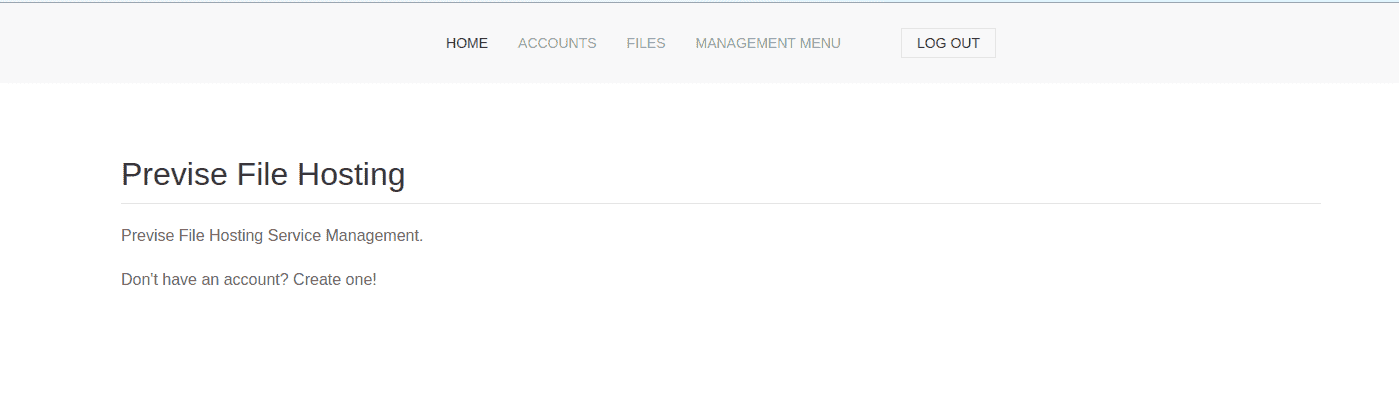 HOME ACCOUNTS FILES MANAGEMENT MENU LOG OUT
Previse File Hosting
Previse File Hosting Service Management.
Don't have an account? Create one!